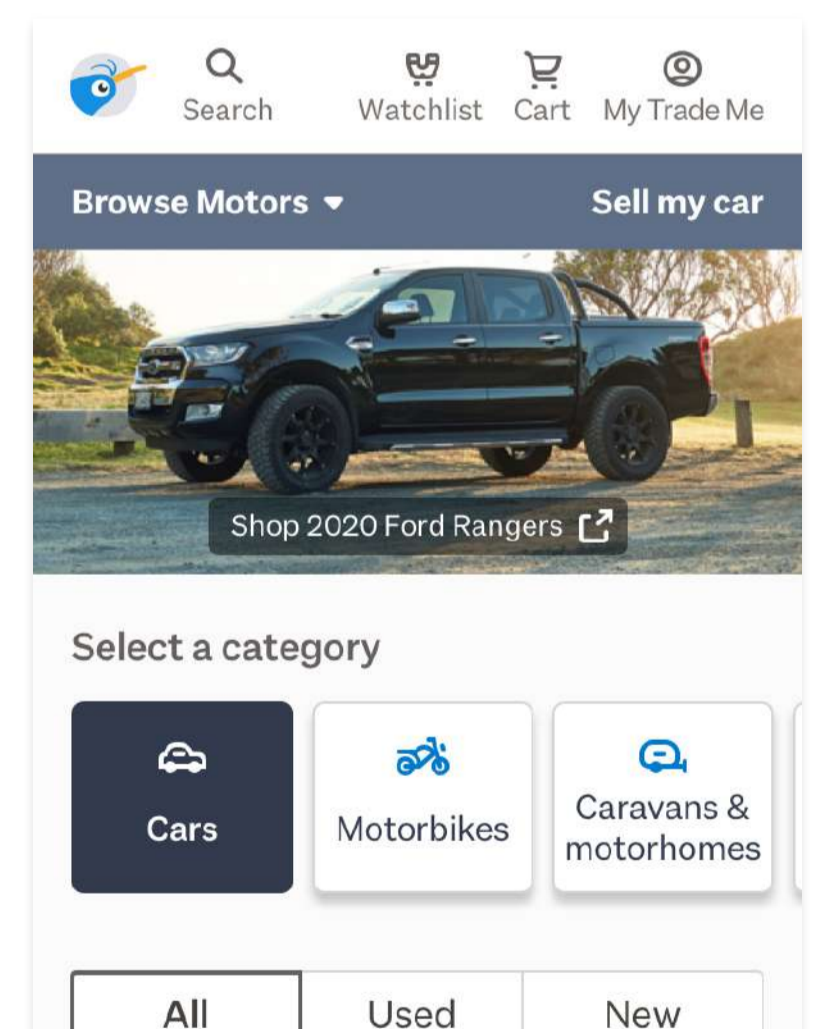 Search
Watchlist
Cart
My Trade Me
Browse Motors
Sell my car
Shop 2020 Ford Rangers
Select a category
Cars
Motorbikes
Caravans &
motorhomes
All
Used
New